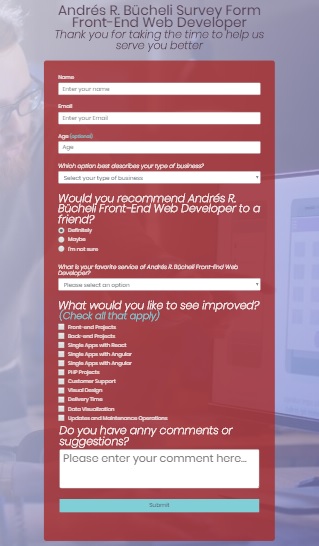 Andrés R. Bücheli Survey Form
Front-End Web Developer
Thank you for taking the time to help us
serve you better
Name
Enter your name
Email
Enter your Email
Age (optional)
Age
Which option best describes your type of business?
Select your type of business
Would you recommend Andrés R.
Bücheli Front-End Web Developer to a
friend?
Definitely
Maybe
I'm not sure
What is your favorite service of Andrés R. Bücheli Front-End Web
Developer?
Please select an option
What would you like to see improved?
(Check all that apply)
Front-end Projects
Back-end Projects
Single Apps with React
Single Apps with Angular
Single Apps with Angular
PHP Projects
Customer Support
Visual Design
Delivery Time
Data Visualization
Updates and Maintenance Operations
Do you have anny comments or
suggestions?
Please enter your comment here...
Submit